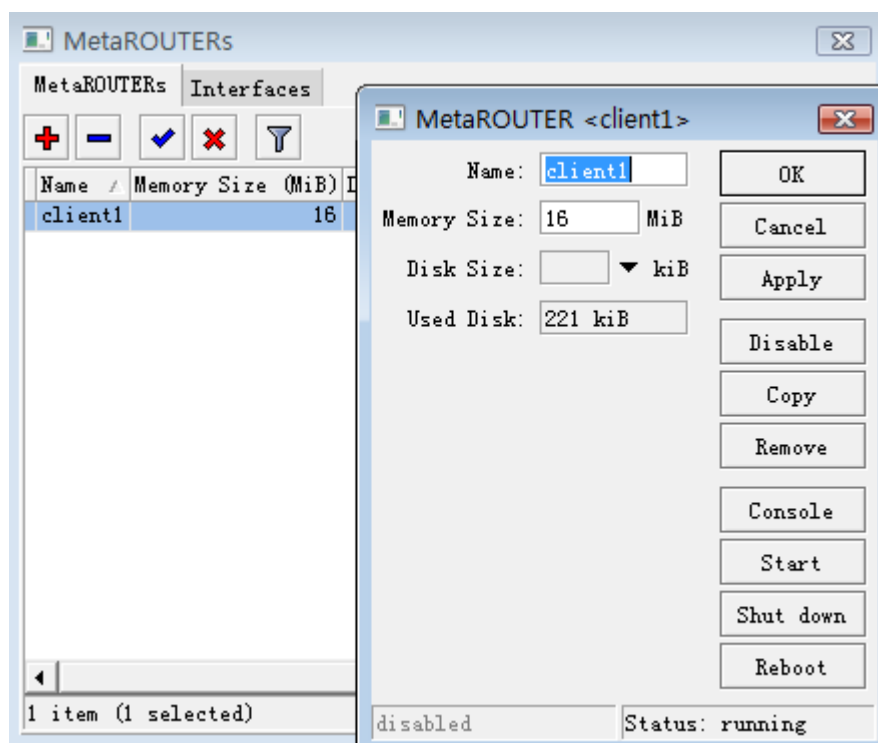 MetaROUTERs
MetaROUTERs Interfaces
Name Memory Size (MiB) D
client1 16
1 item (1 selected)
MetaROUTER <client1>
Name: client1
Memory Size: 16 MiB
Disk Size: kiB
Used Disk: 221 kiB
OK
Cancel
Apply
Disable
Copy
Remove
Console
Start
Shut down
Reboot
disabled
Status: running